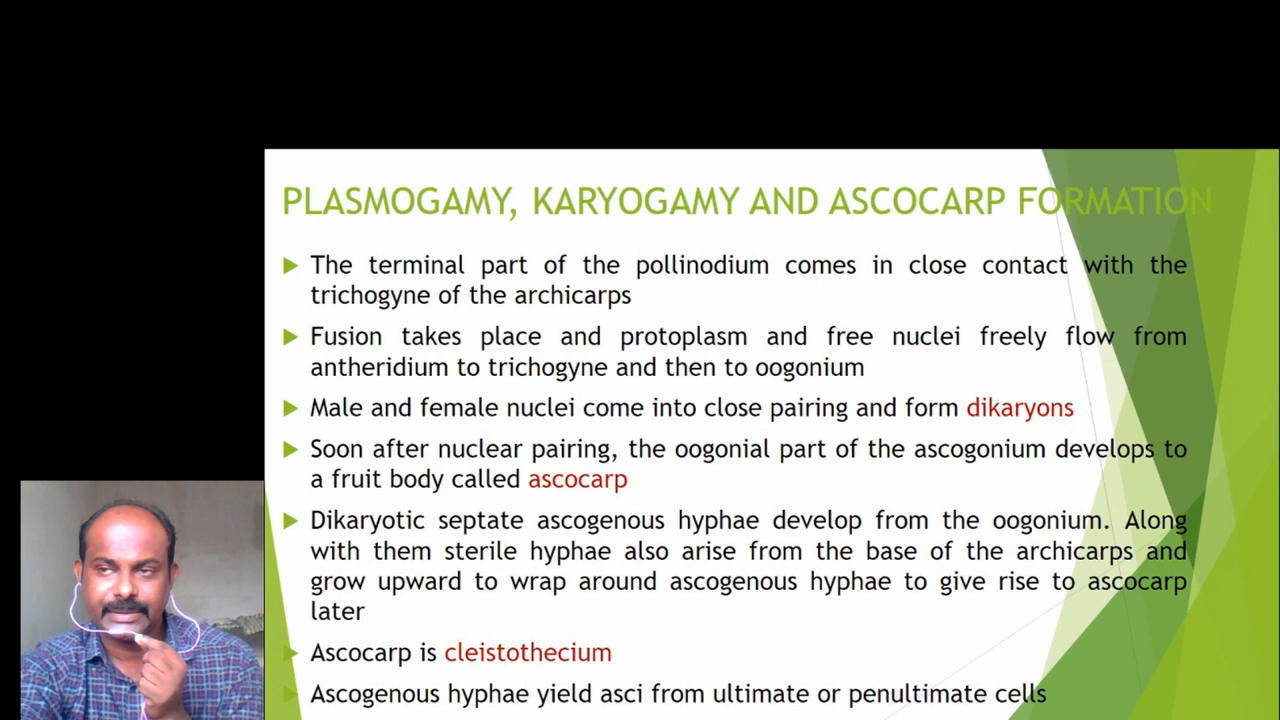 PLASMOGAMY, KARYOGAMY AND ASCOCARP FORMATION
The terminal part of the pollinodium comes in close contact with the
trichogyne of the archicarps
Fusion takes place and protoplasm and free nuclei freely flow from
antheridium to trichogyne and then to oogonium
Male and female nuclei come into close pairing and form dikaryons
Soon after nuclear pairing, the oogonial part of the ascogonium develops to
a fruit body called ascocarp
Dikaryotic septate ascogenous hyphae develop from the oogonium. Along
with them sterile hyphae also arise from the base of the archicarps and
grow upward to wrap around ascogenous hyphae to give rise to ascocarp
later
Ascocarp is cleistothecium
Ascogenous hyphae yield asci from ultimate or penultimate cells